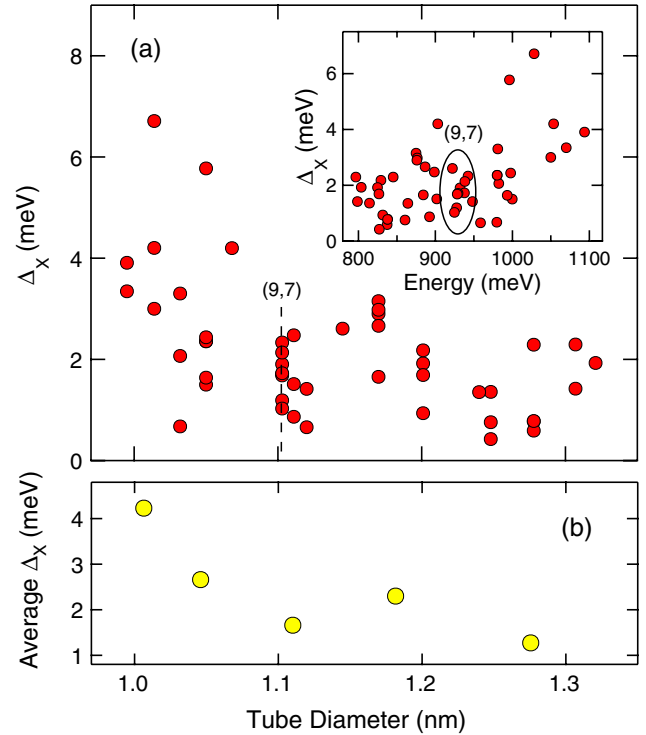 (a)
8
6
4
2
0
Δ_X (meV)
(9,7)
6
4
2
0
Δ_X (meV)
(9,7)
800 900 1000 1100
Energy (meV)
(b)
4
3
2
1
Average Δ_X (meV)
1.0 1.1 1.2 1.3
Tube Diameter (nm)